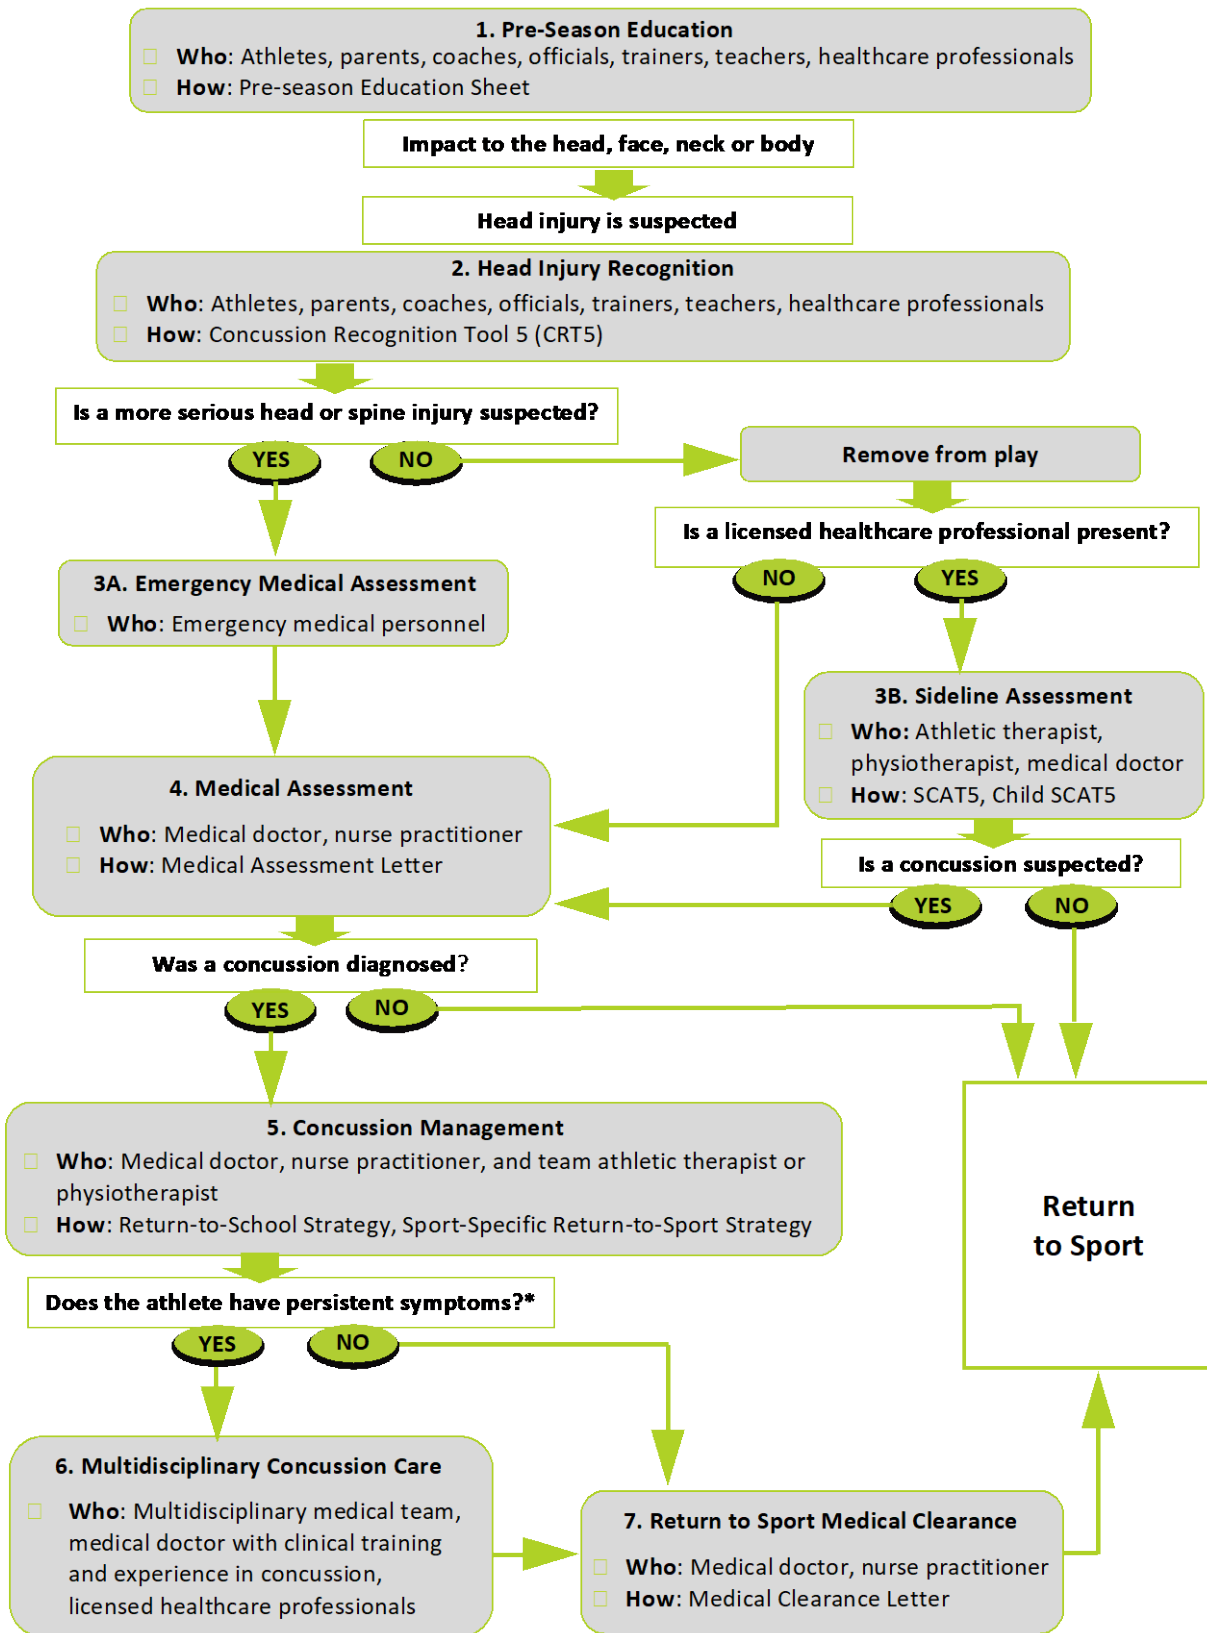 1. Pre-Season Education
Who: Athletes, parents, coaches, officials, trainers, teachers, healthcare professionals
How: Pre-season Education Sheet
Impact to the head, face, neck or body
Head injury is suspected
2. Head Injury Recognition
Who: Athletes, parents, coaches, officials, trainers, teachers, healthcare professionals
How: Concussion Recognition Tool 5 (CRT5)
Is a more serious head or spine injury suspected?
YES
NO
Remove from play
Is a licensed healthcare professional present?
NO
YES
3A. Emergency Medical Assessment
Who: Emergency medical personnel
3B. Sideline Assessment
Who: Athletic therapist,
physiotherapist, medical doctor
How: SCAT5, Child SCAT5
4. Medical Assessment
Who: Medical doctor, nurse practitioner
How: Medical Assessment Letter
Is a concussion suspected?
YES
NO
Was a concussion diagnosed?
YES
NO
5. Concussion Management
Who: Medical doctor, nurse practitioner, and team athletic therapist or
physiotherapist
How: Return-to-School Strategy, Sport-Specific Return-to-Sport Strategy
Return
to Sport
Does the athlete have persistent symptoms?*
YES
NO
6. Multidisciplinary Concussion Care
Who: Multidisciplinary medical team,
medical doctor with clinical training
and experience in concussion,
licensed healthcare professionals
7. Return to Sport Medical Clearance
Who: Medical doctor, nurse practitioner
How: Medical Clearance Letter